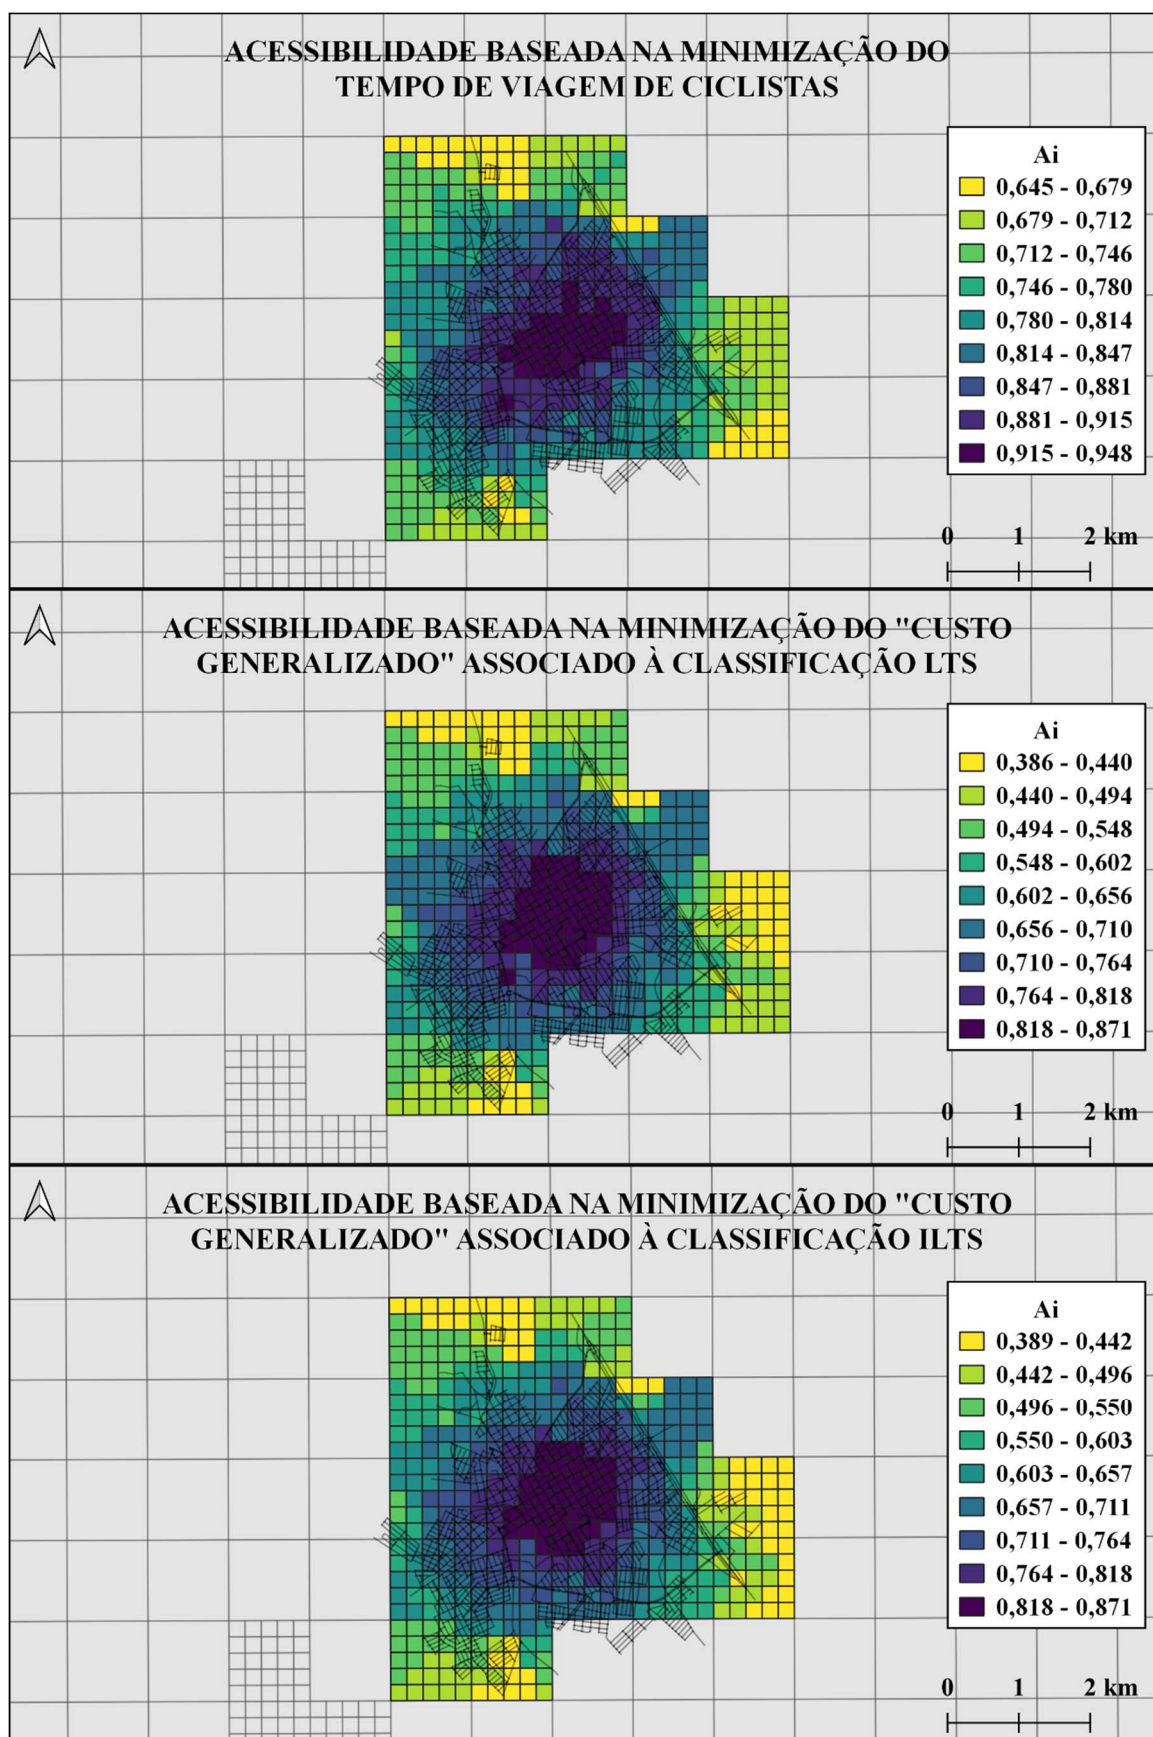 ACESSIBILIDADE BASEADA NA MINIMIZAÇÃO DO
TEMPO DE VIAGEM DE CICLISTAS
Ai
0,645 - 0,679
0,679 - 0,712
0,712 - 0,746
0,746 - 0,780
0,780 - 0,814
0,814 - 0,847
0,847 - 0,881
0,881 - 0,915
0,915 - 0,948
0 1 2 km
ACESSIBILIDADE BASEADA NA MINIMIZAÇÃO DO "CUSTO
GENERALIZADO" ASSOCIADO À CLASSIFICAÇÃO LTS
Ai
0,386 - 0,440
0,440 - 0,494
0,494 - 0,548
0,548 - 0,602
0,602 - 0,656
0,656 - 0,710
0,710 - 0,764
0,764 - 0,818
0,818 - 0,871
0 1 2 km
ACESSIBILIDADE BASEADA NA MINIMIZAÇÃO DO "CUSTO
GENERALIZADO" ASSOCIADO À CLASSIFICAÇÃO ILTS
Ai
0,389 - 0,442
0,442 - 0,496
0,496 - 0,550
0,550 - 0,603
0,603 - 0,657
0,657 - 0,711
0,711 - 0,764
0,764 - 0,818
0,818 - 0,871
0 1 2 km